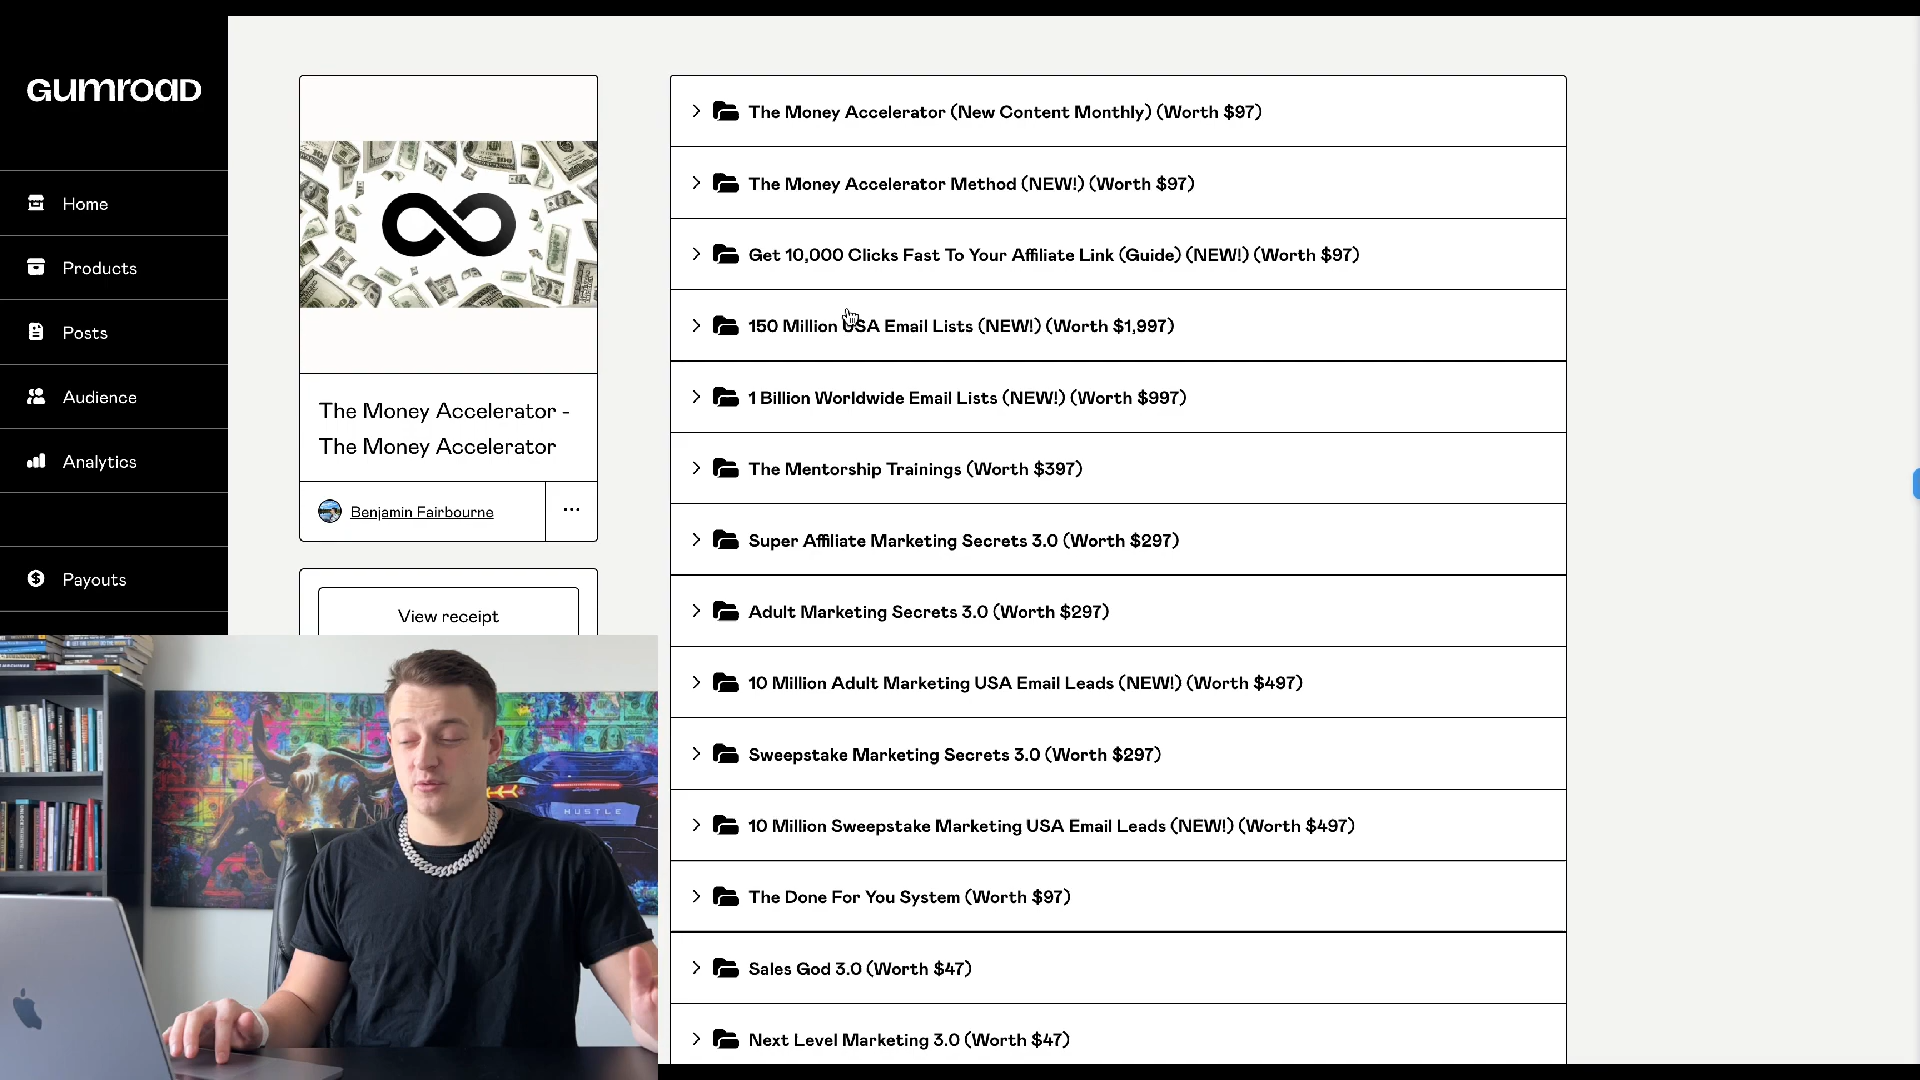 GUMROAD
Home
Products
Posts
Audience
Analytics
Payouts
The Money Accelerator -
The Money Accelerator
Benjamin Fairbourne
...
View receipt
The Money Accelerator (New Content Monthly) (Worth $97)
The Money Accelerator Method (NEW!) (Worth $97)
Get 10,000 Clicks Fast To Your Affiliate Link (Guide) (NEW!) (Worth $97)
150 Million USA Email Lists (NEW!) (Worth $1,997)
1 Billion Worldwide Email Lists (NEW!) (Worth $997)
The Mentorship Trainings (Worth $397)
Super Affiliate Marketing Secrets 3.0 (Worth $297)
Adult Marketing Secrets 3.0 (Worth $297)
10 Million Adult Marketing USA Email Leads (NEW!) (Worth $497)
Sweepstake Marketing Secrets 3.0 (Worth $297)
10 Million Sweepstake Marketing USA Email Leads (NEW!) (Worth $497)
The Done For You System (Worth $97)
Sales God 3.0 (Worth $47)
Next Level Marketing 3.0 (Worth $47)
HUSTLE